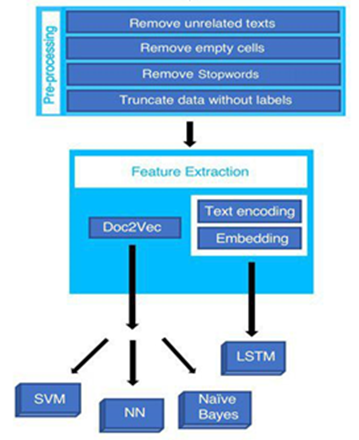 Pre-processing
Remove unrelated texts
Remove empty cells
Remove Stopwords
Truncate data without labels
Feature Extraction
Doc2Vec
Text encoding
Embedding
LSTM
SVM
NN
Naïve
Bayes